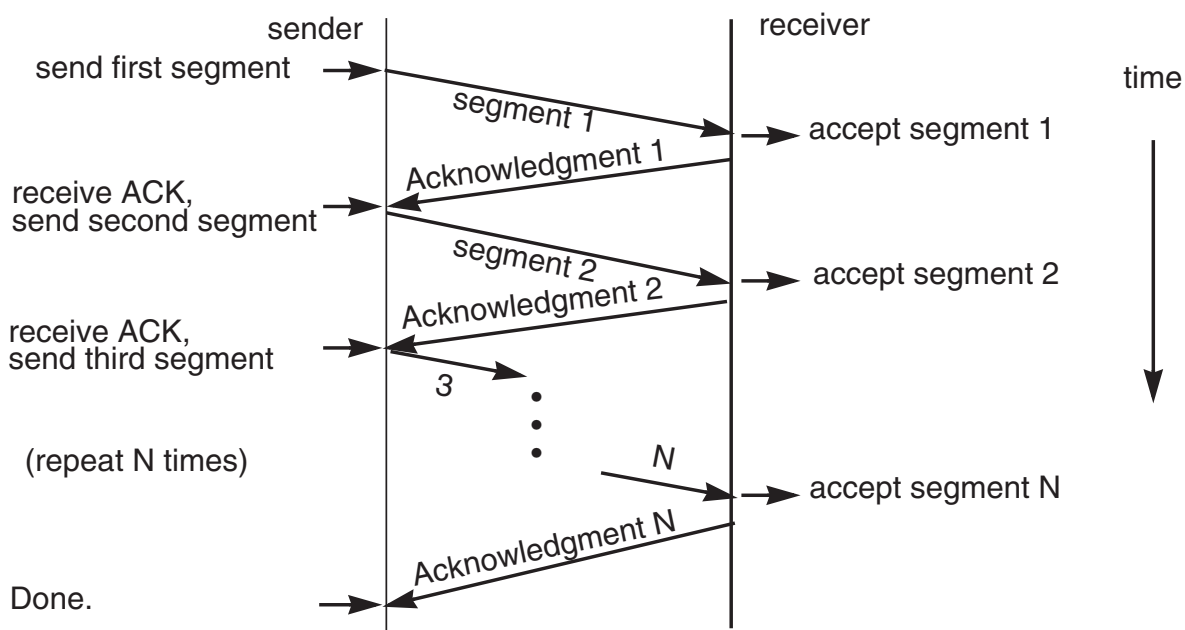 sender
receiver
send first segment
time
segment 1
accept segment 1
Acknowledgment 1
receive ACK,
send second segment
segment 2
accept segment 2
Acknowledgment 2
receive ACK,
send third segment
3
(repeat N times)
N
accept segment N
Acknowledgment N
Done.